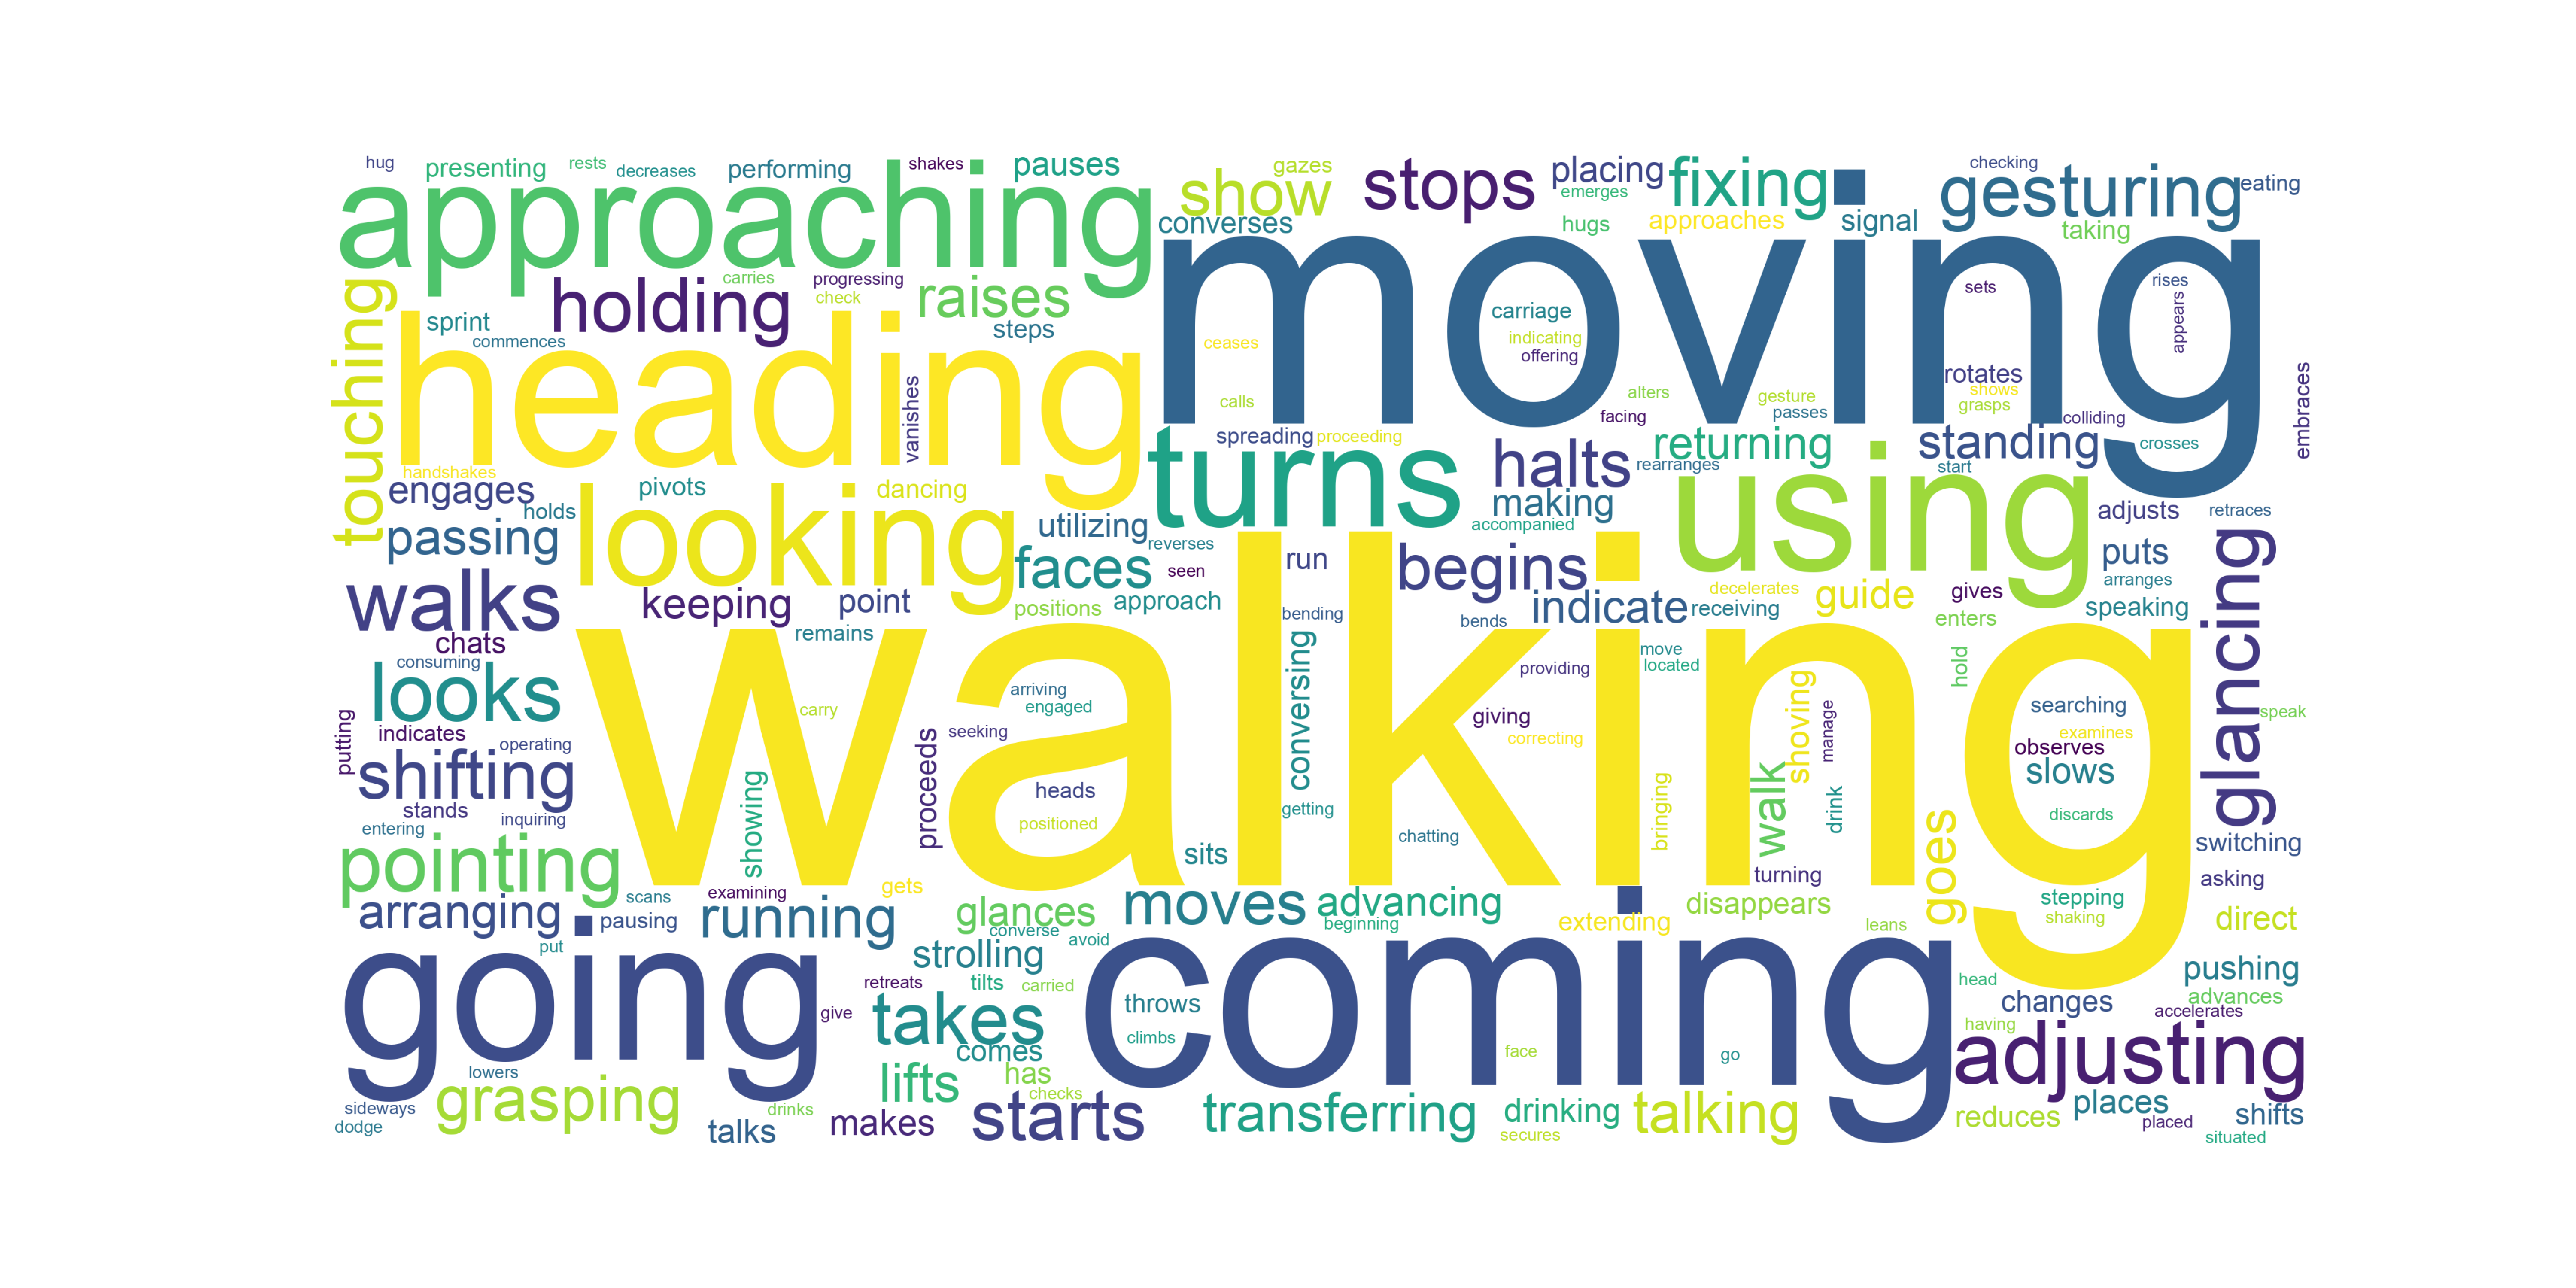 hug
presenting
rests
decreases
performing
shakes
pauses
gazes
show
stops
placing
emerges
fixing
checking
gesturing
eating
approaching
converses
hugs
approaches
signal
taking
moving
touching
holding
carries
progressing
check
raises
steps
sprint
commences
carriage
indicating
offering
sets
rises
appears
heading
vanishes
ceases
calls
alters
facing
gesture
passes
rotates
shows
grasps
colliding
embraces
handshakes
engages
holds
pivots
dancing
turns
spreading
proceeding
halts
rearranges
returning
standing
start
crosses
passing
looking
utilizing
reverses
making
accompanied
using
adjusts
retraces
walks
keeping
point
faces
seen
run
begins
decelerates
guide
gives
puts
arranges
glancing
chats
remains
positions
approach
bending
bends
indicate
receiving
enters
speaking
consuming
looks
walking
conversing
providing
move
located
hold
arriving
engaged
carry
searching
examines
observes
slows
speak
putting
indicates
operating
shifting
seeking
proceeds
giving
correcting
shoving
manage
walk
drink
stands
inquiring
entering
showing
heads
positioned
getting
chatting
bringing
discards
goes
pointing
scans
examining
gets
sits
turning
switching
asking
arranging
pausing
running
glances
converse
avoid
moves
advancing
beginning
extending
disappears
leans
stepping
shaking
direct
put
going
strolling
retreats
tilts
carried
coming
head
pushing
give
takes
comes
throws
climbs
face
go
changes
advances
accelerates
having
adjusting
lowers
grasping
lifts
has
checks
sideways
dodge
talks
drinks
makes
starts
transferring
drinking
secures
talking
reduces
places
placed
shifts
situated